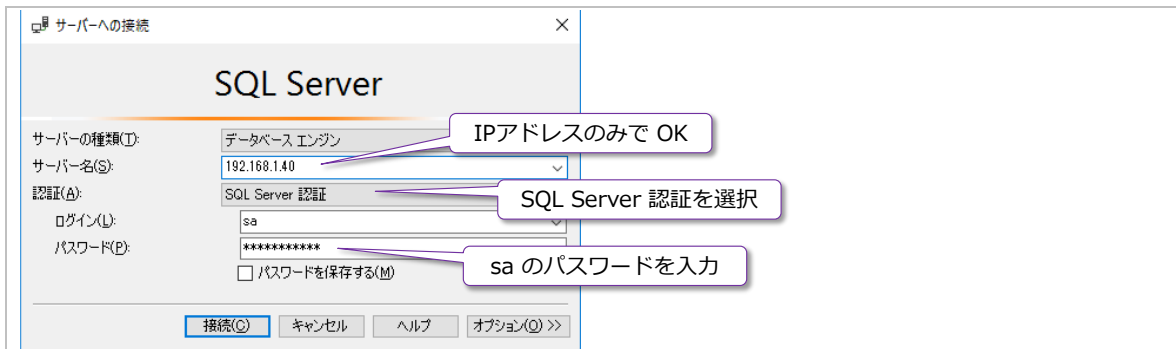 サーバーへの接続
SQL Server
IPアドレスのみで OK
サーバーの種類(T):
データベース エンジン
サーバー名(S):
192.168.1.40
認証(A):
SQL Server 認証
SQL Server 認証を選択
ログイン(L):
sa
パスワード(P):
***********
sa のパスワードを入力
パスワードを保存する(M)
接続(C)
キャンセル
ヘルプ
オプション(O) >>